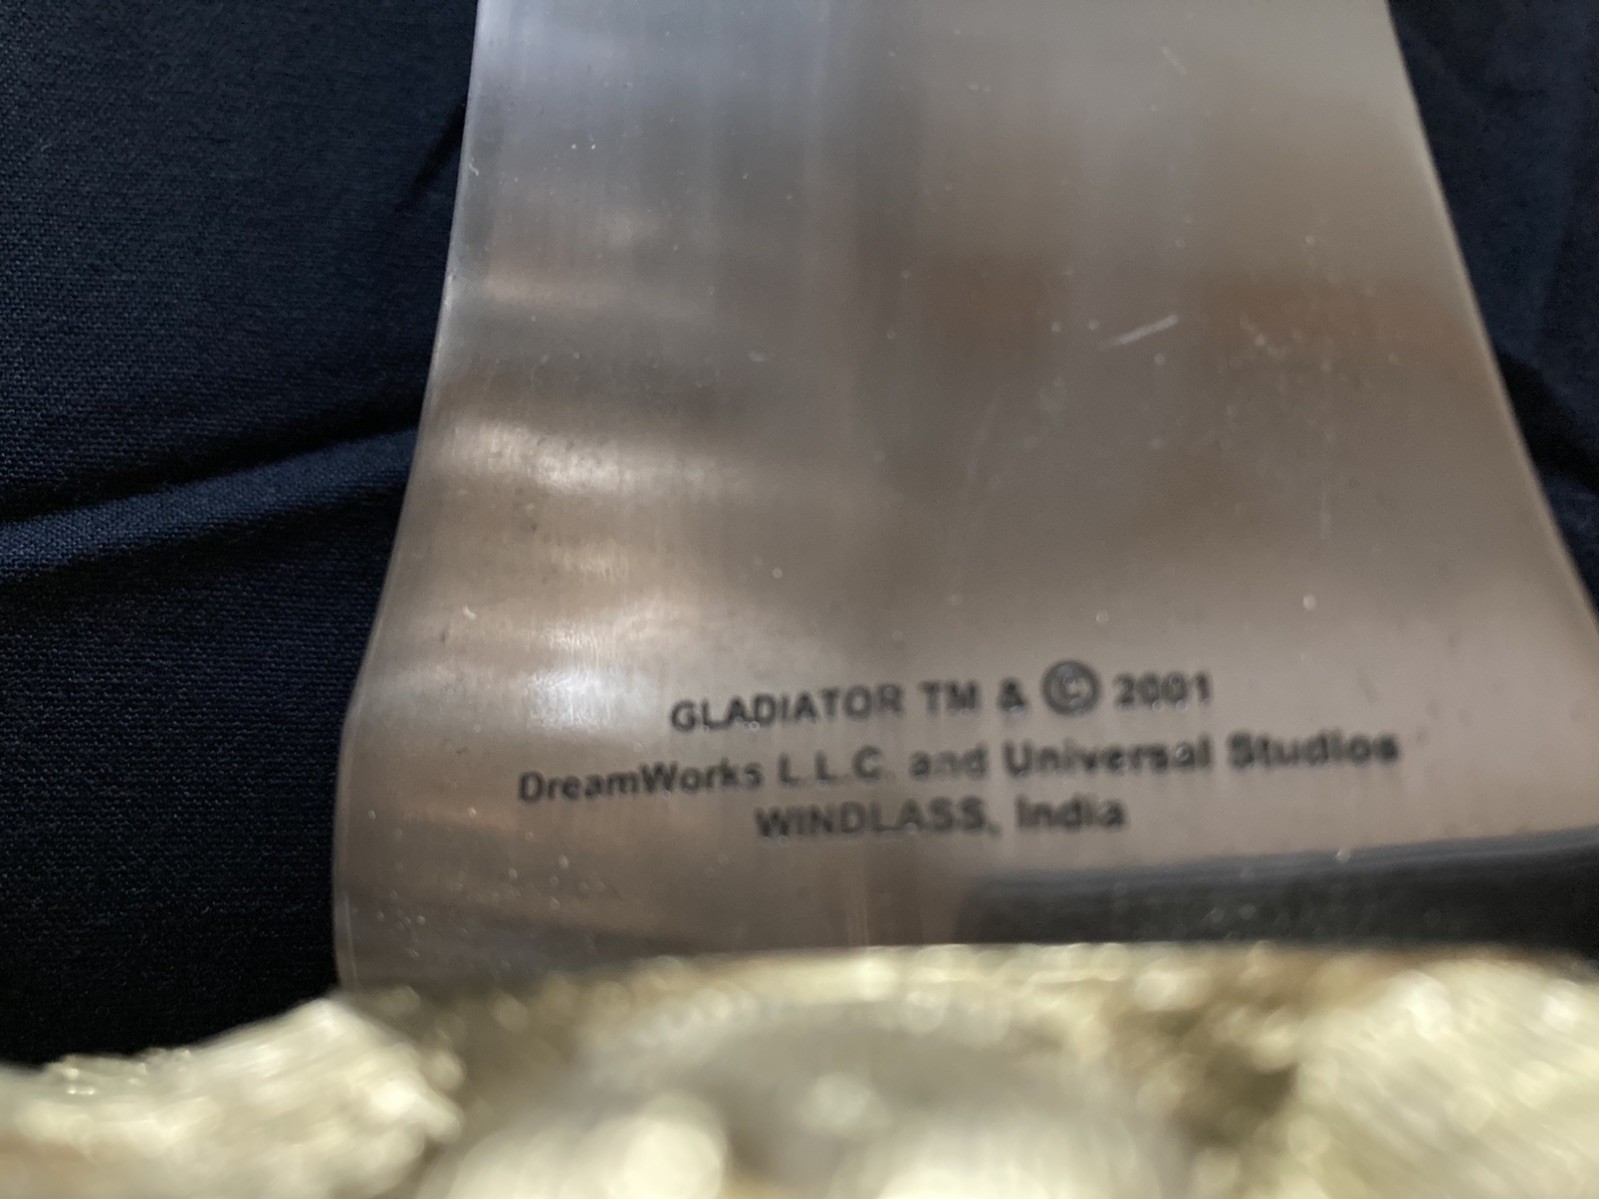 GLADIATOR TM & © 2001
DreamWorks L.L.C. and Universal Studios
WINDLASS, India